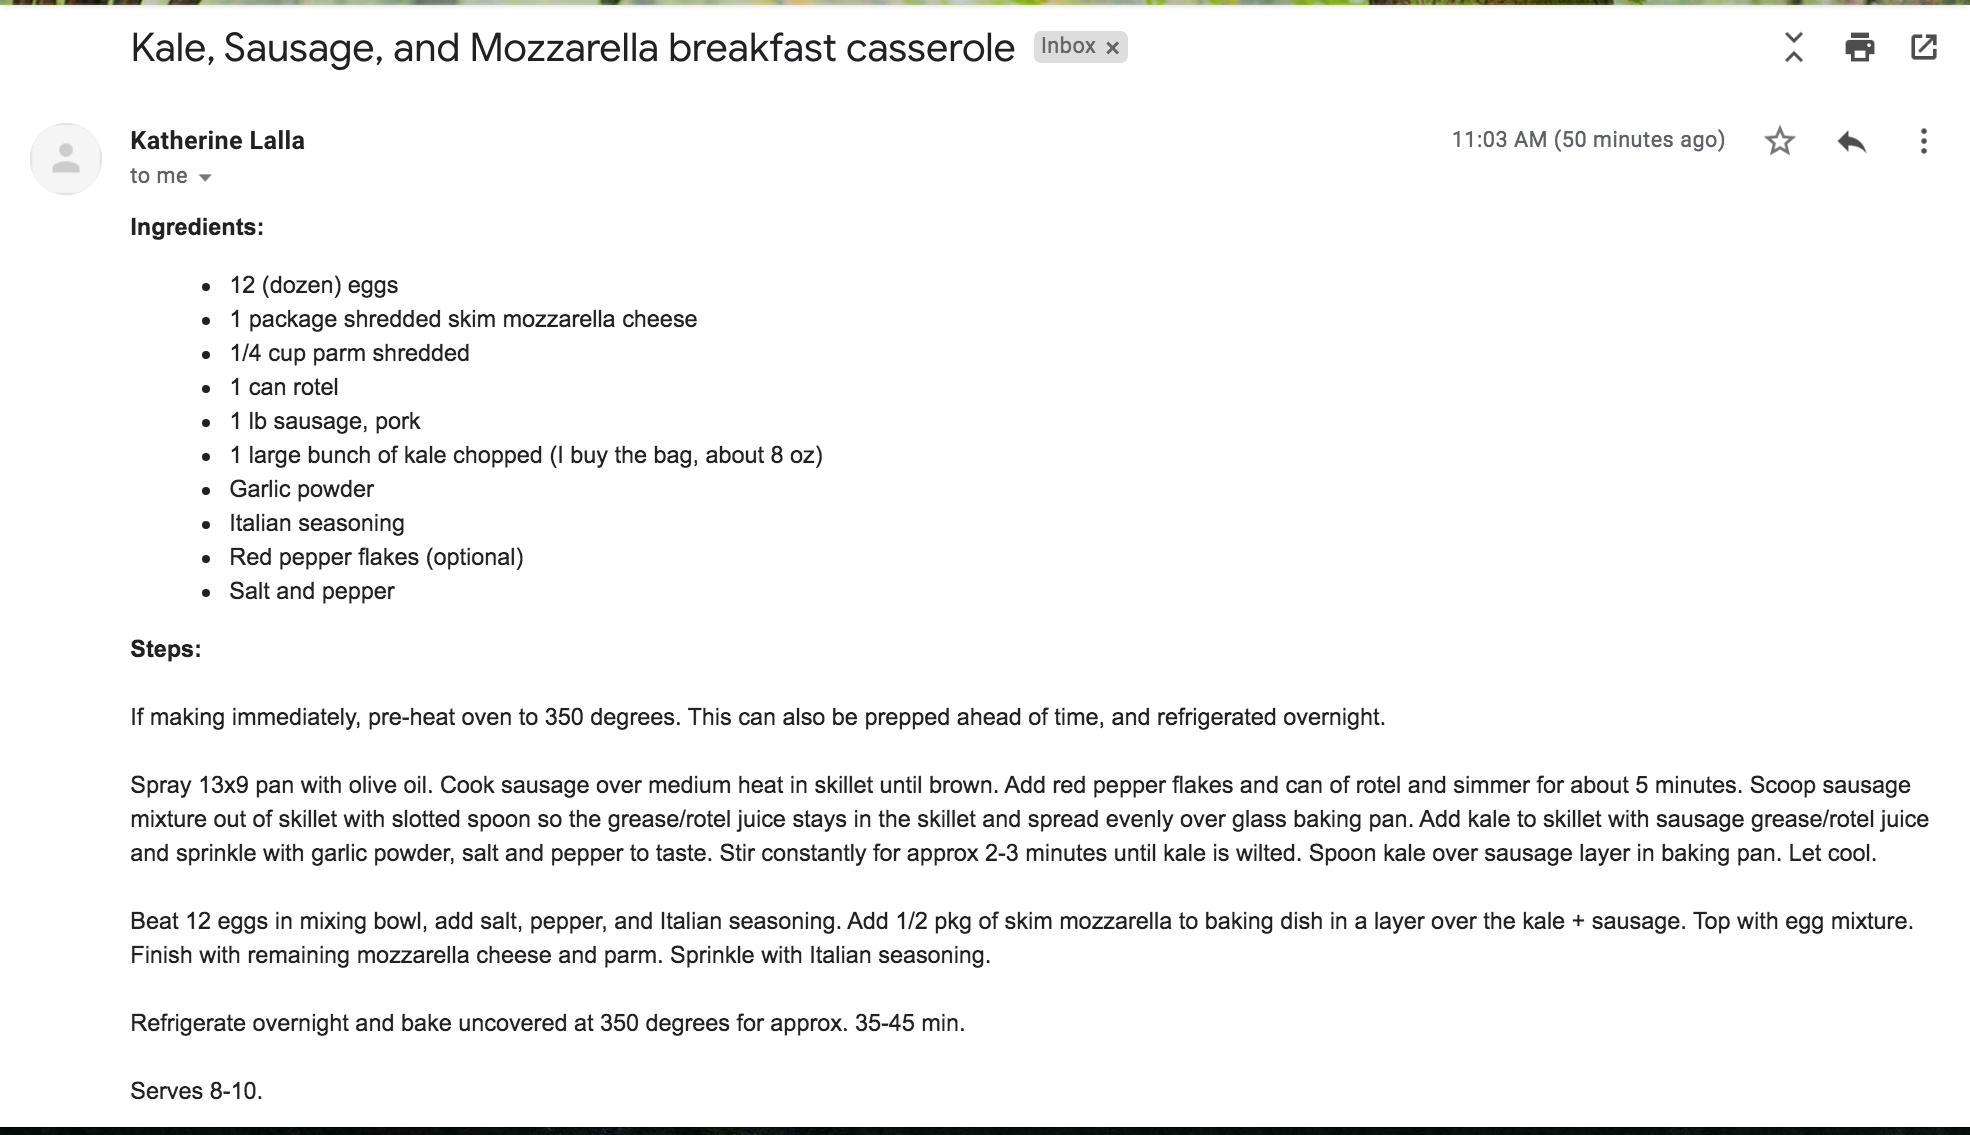 Kale, Sausage, and Mozzarella breakfast casserole Inbox x
Katherine Lalla 11:03 AM (50 minutes ago)
to me
Ingredients:
• 12 (dozen) eggs
• 1 package shredded skim mozzarella cheese
• 1/4 cup parm shredded
• 1 can rotel
• 1 lb sausage, pork
• 1 large bunch of kale chopped (I buy the bag, about 8 oz)
• Garlic powder
• Italian seasoning
• Red pepper flakes (optional)
• Salt and pepper
Steps:
If making immediately, pre-heat oven to 350 degrees. This can also be prepped ahead of time, and refrigerated overnight.
Spray 13x9 pan with olive oil. Cook sausage over medium heat in skillet until brown. Add red pepper flakes and can of rotel and simmer for about 5 minutes. Scoop sausage
mixture out of skillet with slotted spoon so the grease/rotel juice stays in the skillet and spread evenly over glass baking pan. Add kale to skillet with sausage grease/rotel juice
and sprinkle with garlic powder, salt and pepper to taste. Stir constantly for approx 2-3 minutes until kale is wilted. Spoon kale over sausage layer in baking pan. Let cool.
Beat 12 eggs in mixing bowl, add salt, pepper, and Italian seasoning. Add 1/2 pkg of skim mozzarella to baking dish in a layer over the kale + sausage. Top with egg mixture.
Finish with remaining mozzarella cheese and parm. Sprinkle with Italian seasoning.
Refrigerate overnight and bake uncovered at 350 degrees for approx. 35-45 min.
Serves 8-10.